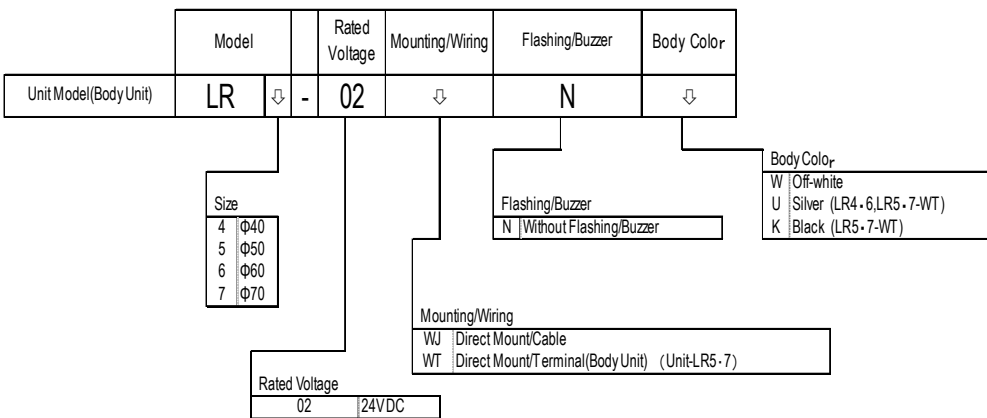 Model
Rated Voltage
Mounting/Wiring
Flashing/Buzzer
Body Color
Unit Model(Body Unit) LR ⇩ - 02 ⇩ N ⇩
Body Color
W Off-white
U Silver (LR4・6,LR5・7-WT)
K Black (LR5・7-WT)
Size
4 Φ40
5 Φ50
6 Φ60
7 Φ70
Flashing/Buzzer
N Without Flashing/Buzzer
Mounting/Wiring
WJ Direct Mount/Cable
WT Direct Mount/Terminal(Body Unit) (Unit-LR5・7)
Rated Voltage
02 24VDC